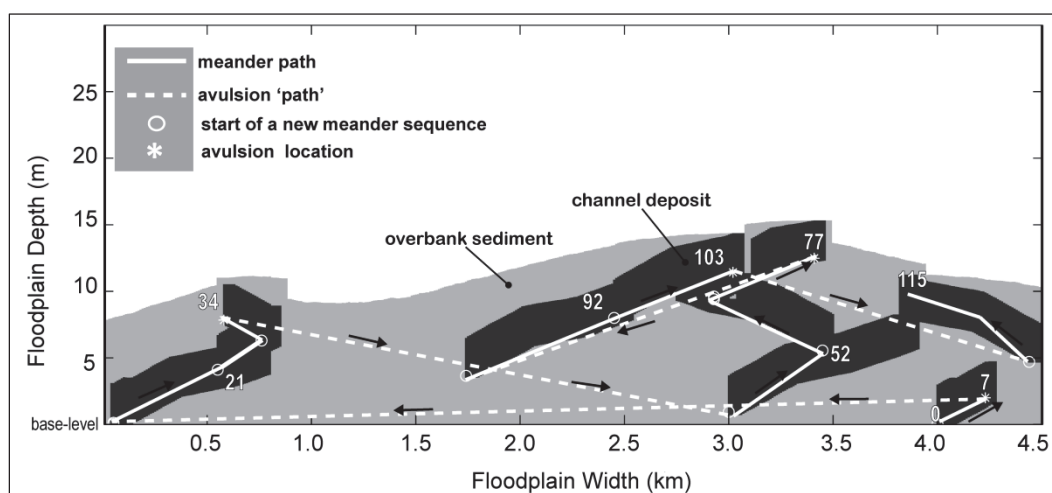 meander path
avulsion ‘path’
start of a new meander sequence
avulsion location
Floodplain Depth (m)
25
20
15
10
5
base-level
channel deposit
overbank sediment
34
21
92
103
77
52
115
0
7
0.5
1.0
1.5
2.0
2.5
3.0
3.5
4.0
4.5
Floodplain Width (km)